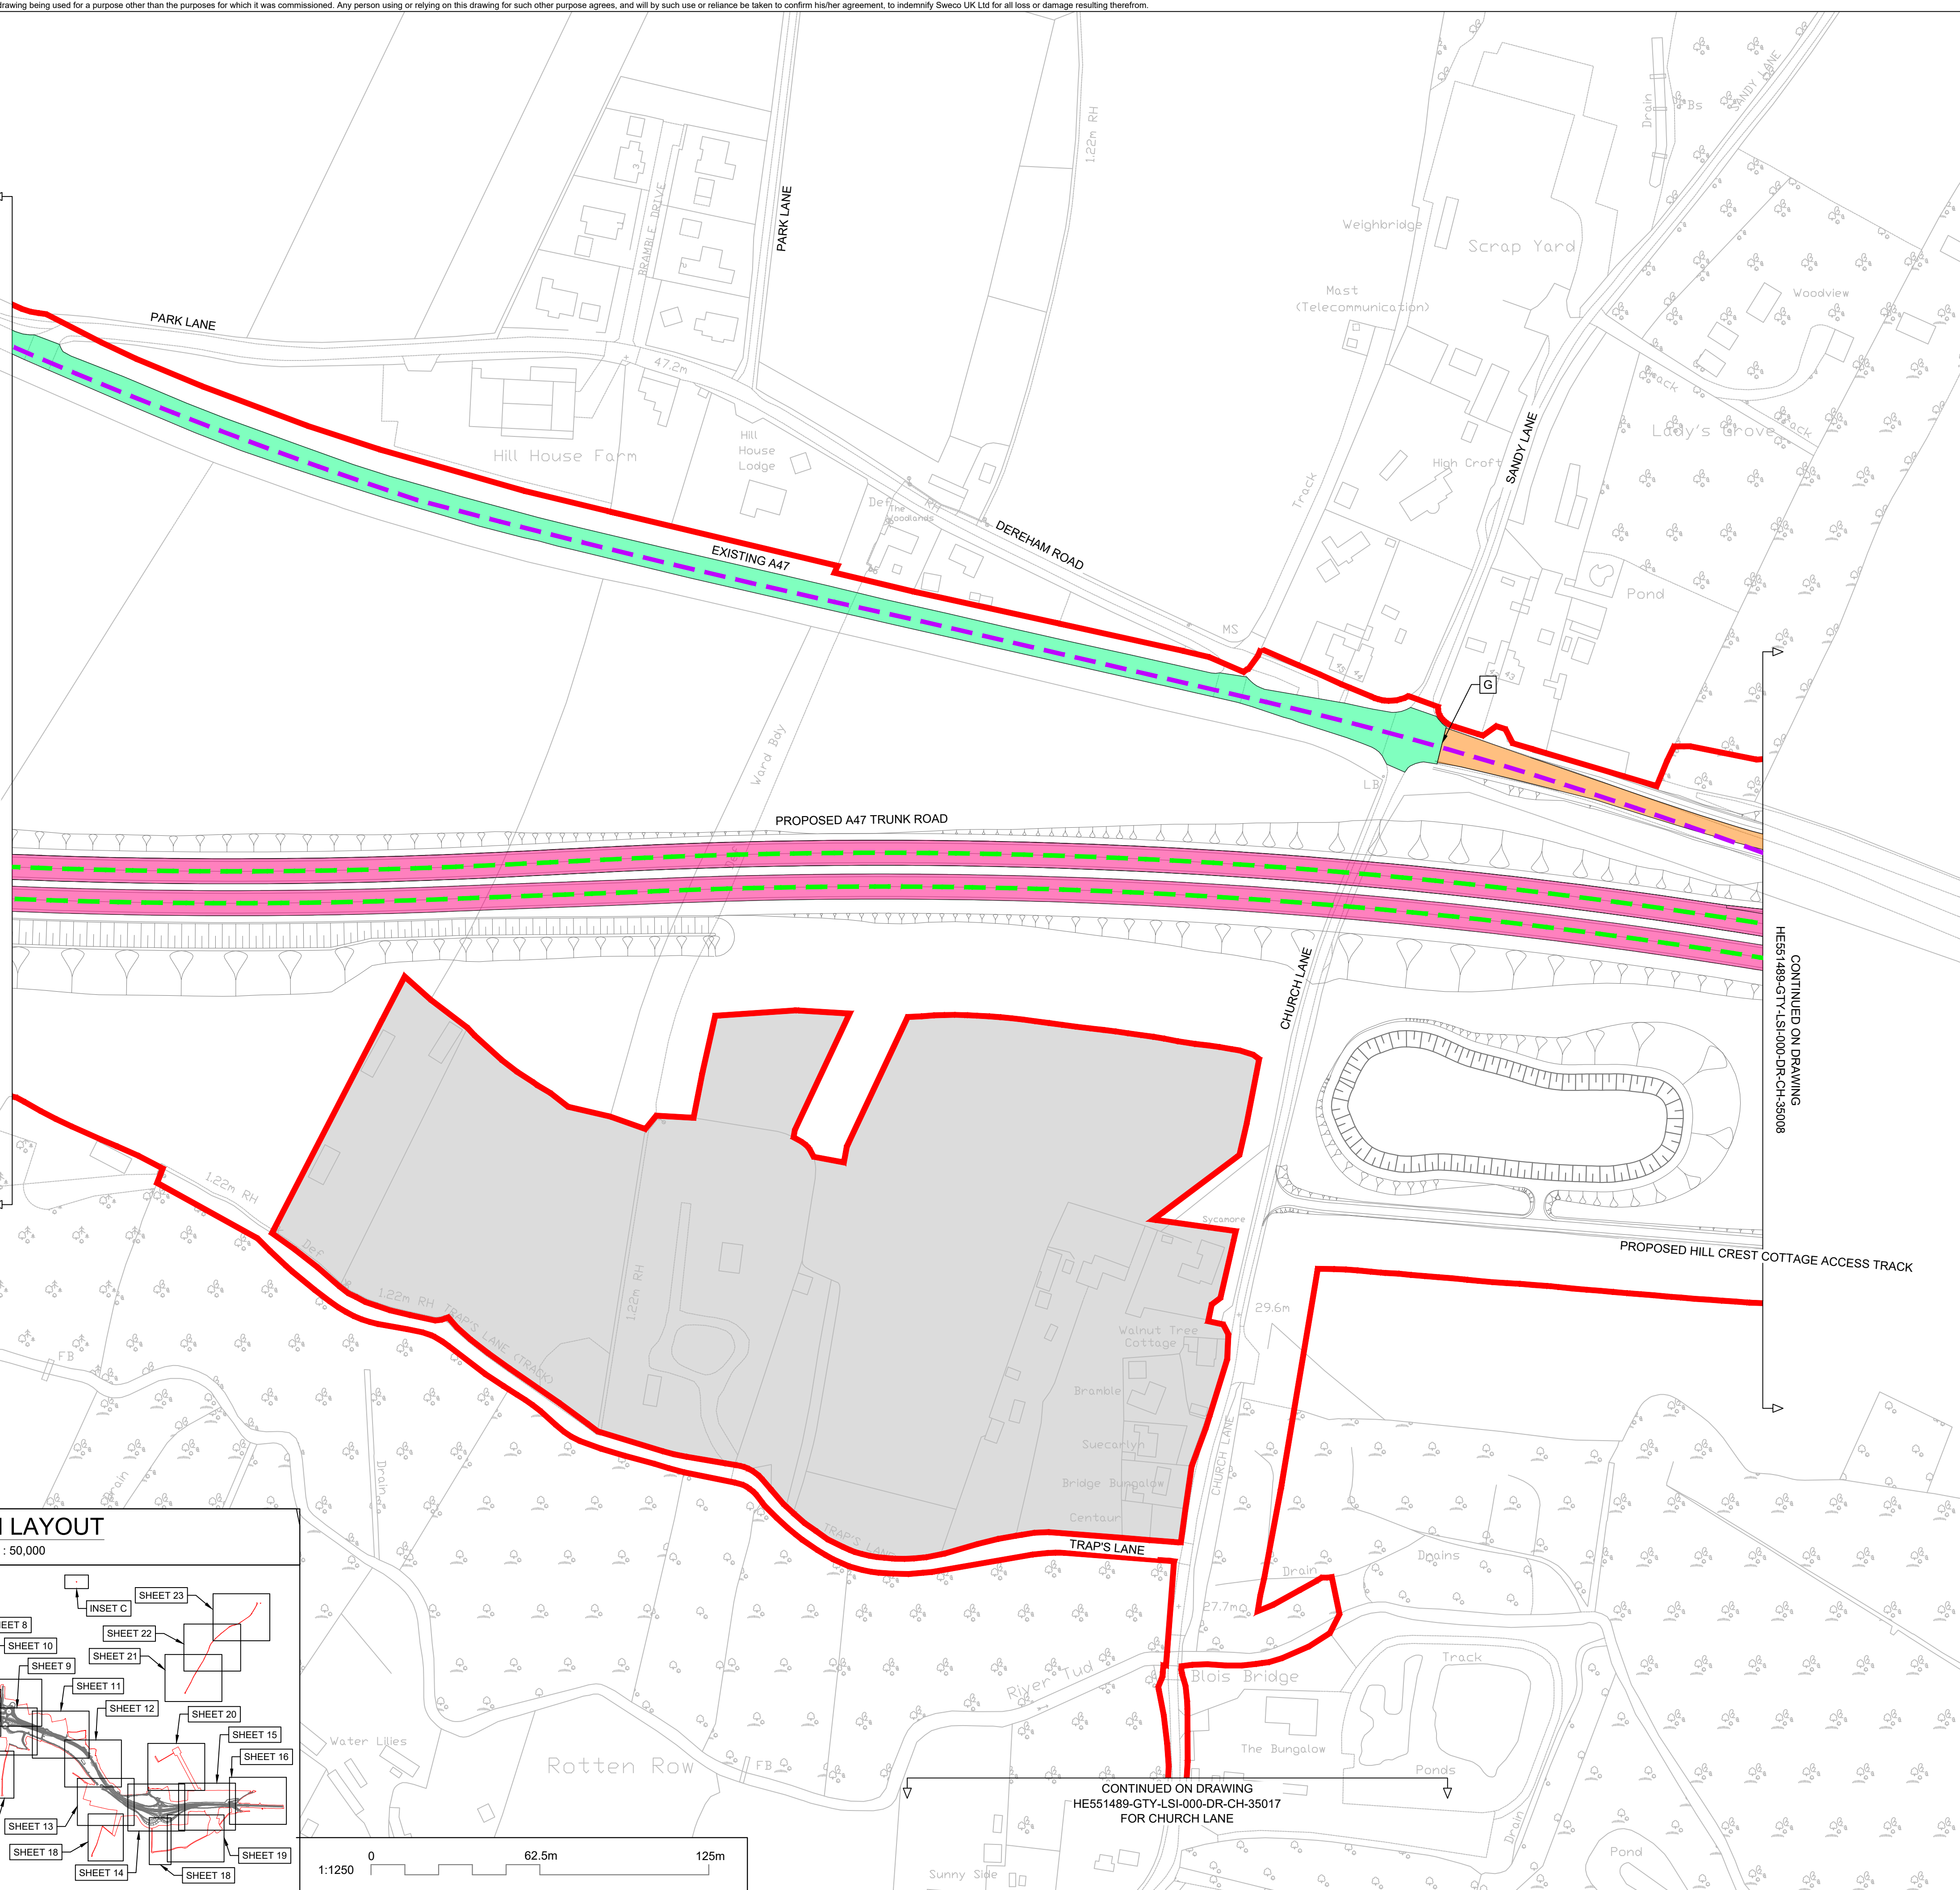 drawing being used for a purpose other than the purposes for which it was commissioned. Any person using or relying on this drawing for such other purpose agrees, and will by such use or reliance be taken to confirm his/her agreement, to indemnify Sweco UK Ltd for all loss or damage resulting therefrom.
SANDY LANE
Drain
FBs
1.22m RH
3
BRAMBLE DRIVE
PARK LANE
1
2
Weighbridge
Scrap Yard
Mast
(Telecommunication)
Woodview
PARK LANE
47.2m
Track
Track
Lady's Grove
SANDY LANE
Hill House Farm
Hill
House
Lodge
High Croft
Track
Def
RH
The
Woodlands
DEREHAM ROAD
EXISTING A47
Pond
MS
45
44
43
G
Ward Bdy
LB
PROPOSED A47 TRUNK ROAD
Def
CHURCH LANE
CONTINUED ON DRAWING
HE551489-GTY-LSI-000-DR-CH-35008
1.22m RH
Sycamore
Def
PROPOSED HILL CREST COTTAGE ACCESS TRACK
1.22m RH
TRAP'S LANE (TRACK)
1.22m RH
29.6m
Walnut Tree
Cottage
FB
Bramble
Suecarlyn
CHURCH LANE
Drain
Drain
Bridge Bungalow
Centaur
TRAP'S LANE
TRAP'S LANE
Drains
Drain
27.7m
LAYOUT
: 50,000
INSET C
SHEET 23
EET 8
SHEET 10
SHEET 22
SHEET 21
SHEET 9
SHEET 11
SHEET 12
SHEET 20
SHEET 15
SHEET 16
SHEET 13
SHEET 18
SHEET 14
SHEET 18
SHEET 19
River Tud
Blois Bridge
Track
Water Lilies
Rotten Row
FB
The Bungalow
Ponds
CONTINUED ON DRAWING
HE551489-GTY-LSI-000-DR-CH-35017
FOR CHURCH LANE
Drain
Pond
Sunny Side
1:1250
0
62.5m
125m